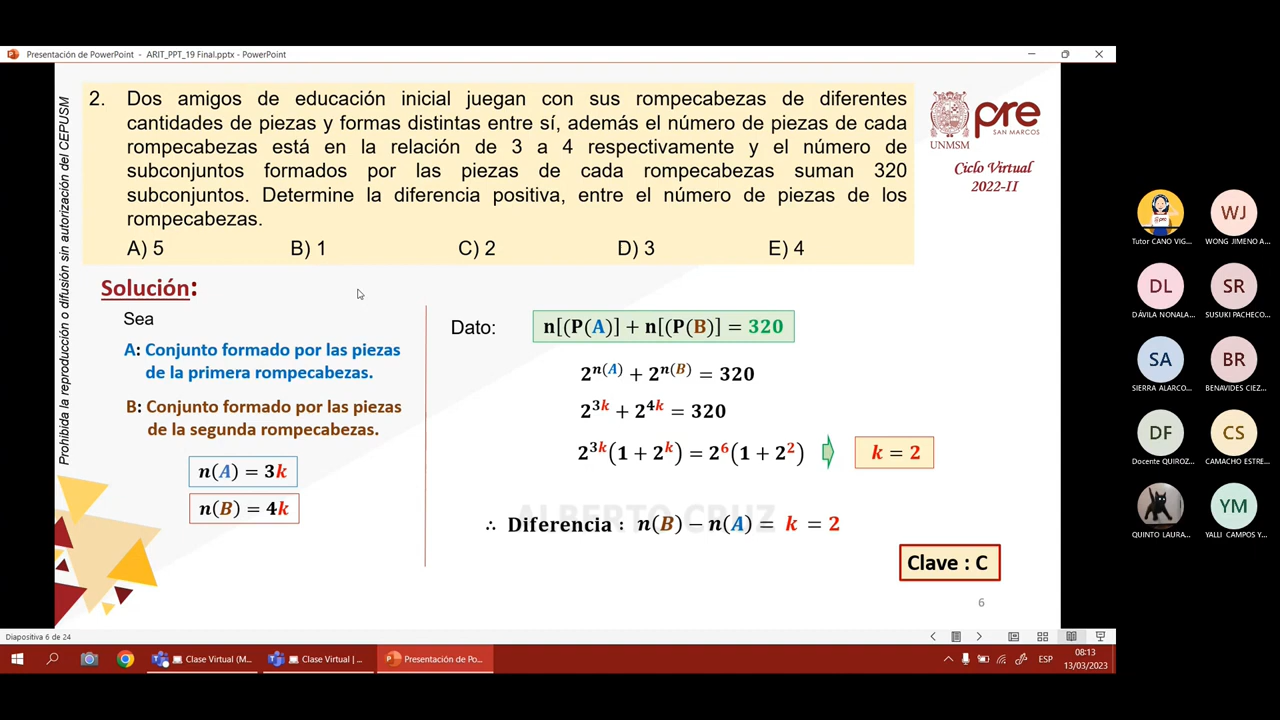 Presentación de PowerPoint - ARIT_PPT_19 Final.pptx - PowerPoint
Prohibida la reproducción o difusión sin autorización del CEPUSM
2. Dos amigos de educación inicial juegan con sus rompecabezas de diferentes
cantidades de piezas y formas distintas entre sí, además el número de piezas de cada
rompecabezas está en la relación de 3 a 4 respectivamente y el número de
subconjuntos formados por las piezas de cada rompecabezas suman 320
subconjuntos. Determine la diferencia positiva, entre el número de piezas de los
rompecabezas.
A) 5 B) 1 C) 2 D) 3 E) 4
UNMSM
pre
SAN MARCOS
Ciclo Virtual
2022-II
Solución:
Sea
A: Conjunto formado por las piezas
de la primera rompecabezas.
B: Conjunto formado por las piezas
de la segunda rompecabezas.
n(A) = 3k
n(B) = 4k
Dato: n[(P(A)] + n[(P(B)] = 320
2^{n(A)} + 2^{n(B)} = 320
2^{3k} + 2^{4k} = 320
2^{3k}(1 + 2^k) = 2^6(1 + 2^2) k = 2
ALBERTO CRUZ
∴ Diferencia : n(B) − n(A) = k = 2
Clave : C
6
Tutor CANO VIG...
WJ
WONG JIMENO A...
DL
DÁVILA NONALA...
SR
SUSUKI PACHECO...
SA
SIERRA ALARCO...
BR
BENAVIDES CIEZ...
DF
Docente QUIROZ...
CS
CAMACHO ESTRE...
QUINTO LAURA...
YM
YALLI CAMPOS Y...
Diapositiva 6 de 24
Clase Virtual (M...
Clase Virtual | ...
Presentación de Po...
ESP
08:13
13/03/2023